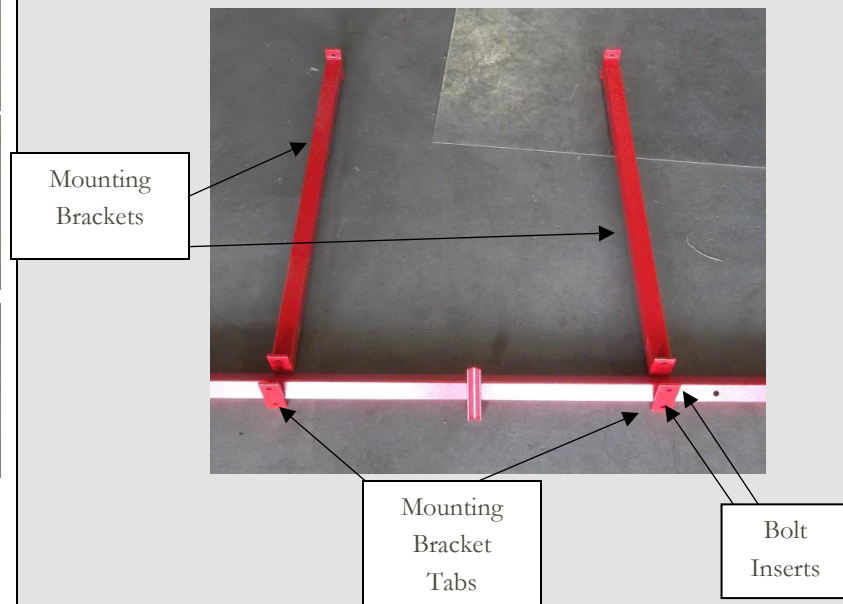 Mounting
Brackets
Mounting
Bracket
Tabs
Bolt
Inserts